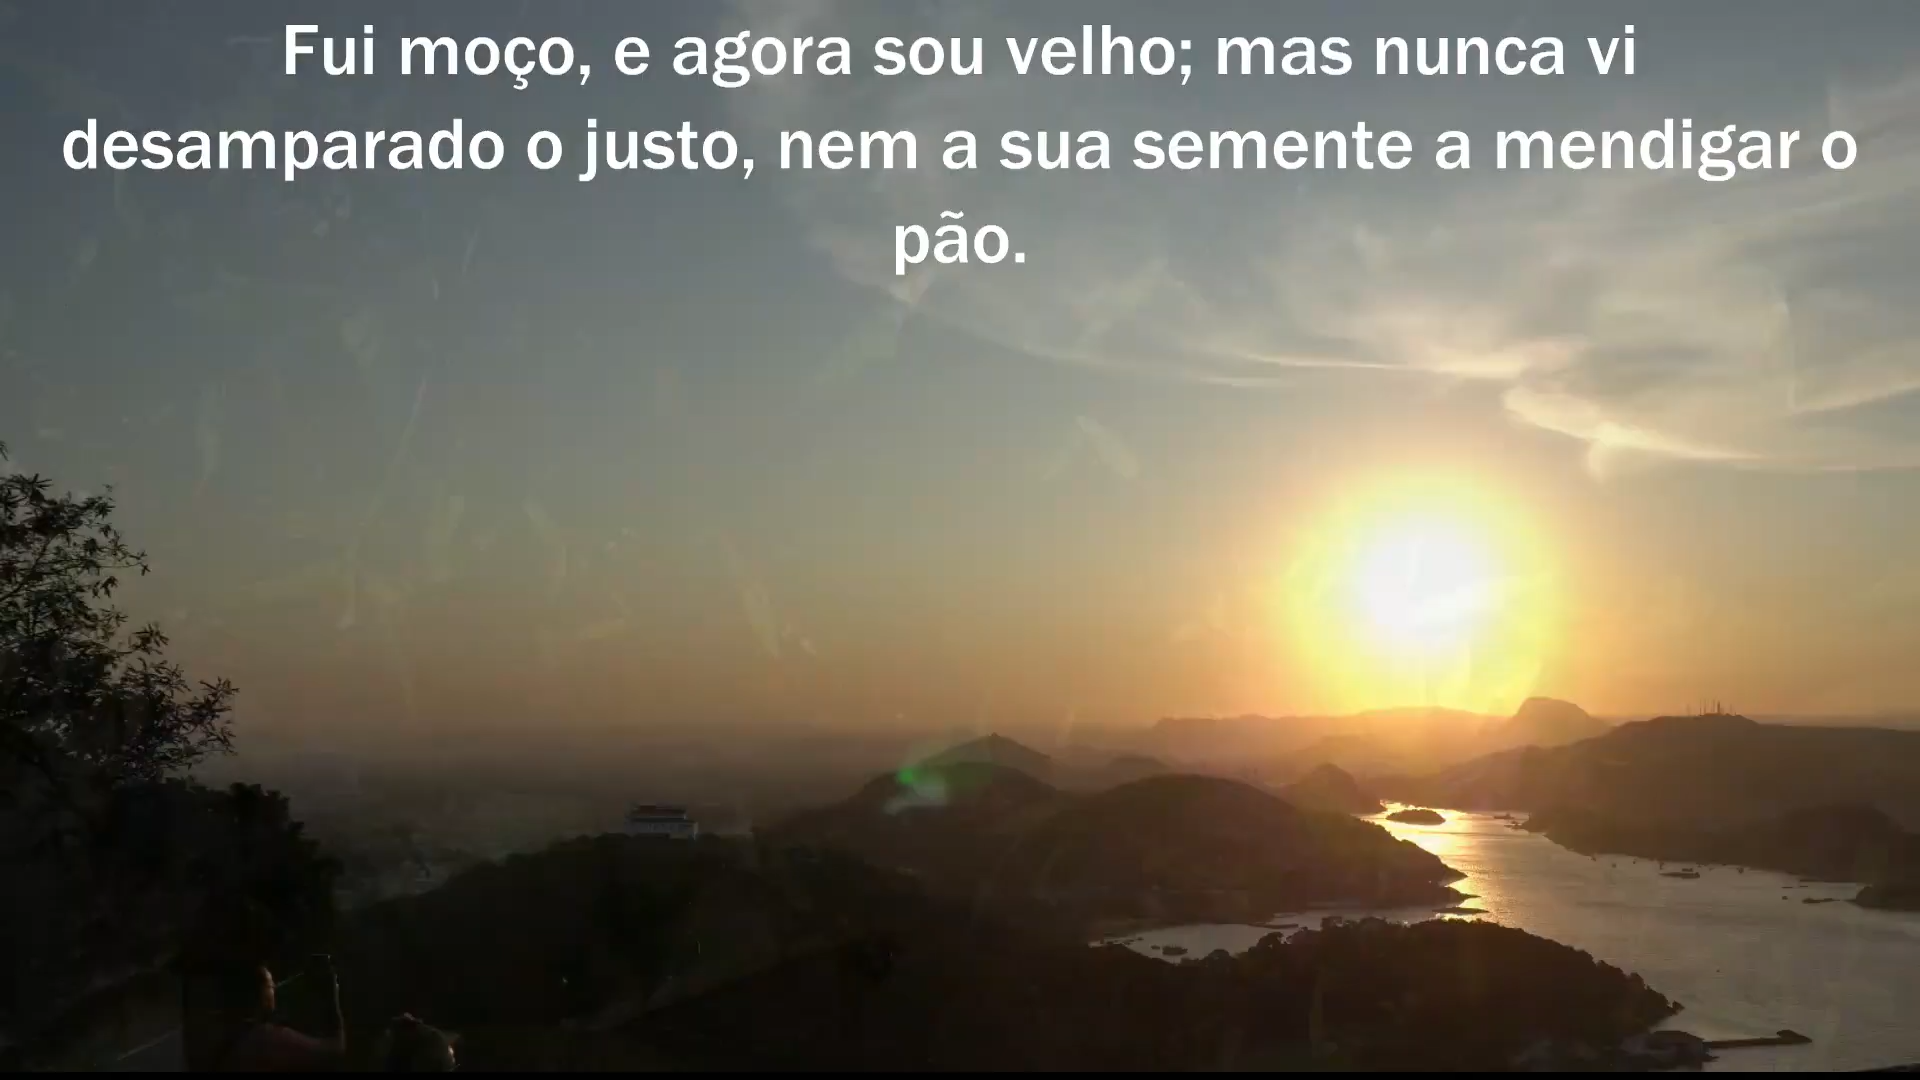 Fui moço, e agora sou velho; mas nunca vi
desamparado o justo, nem a sua semente a mendigar o
pão.